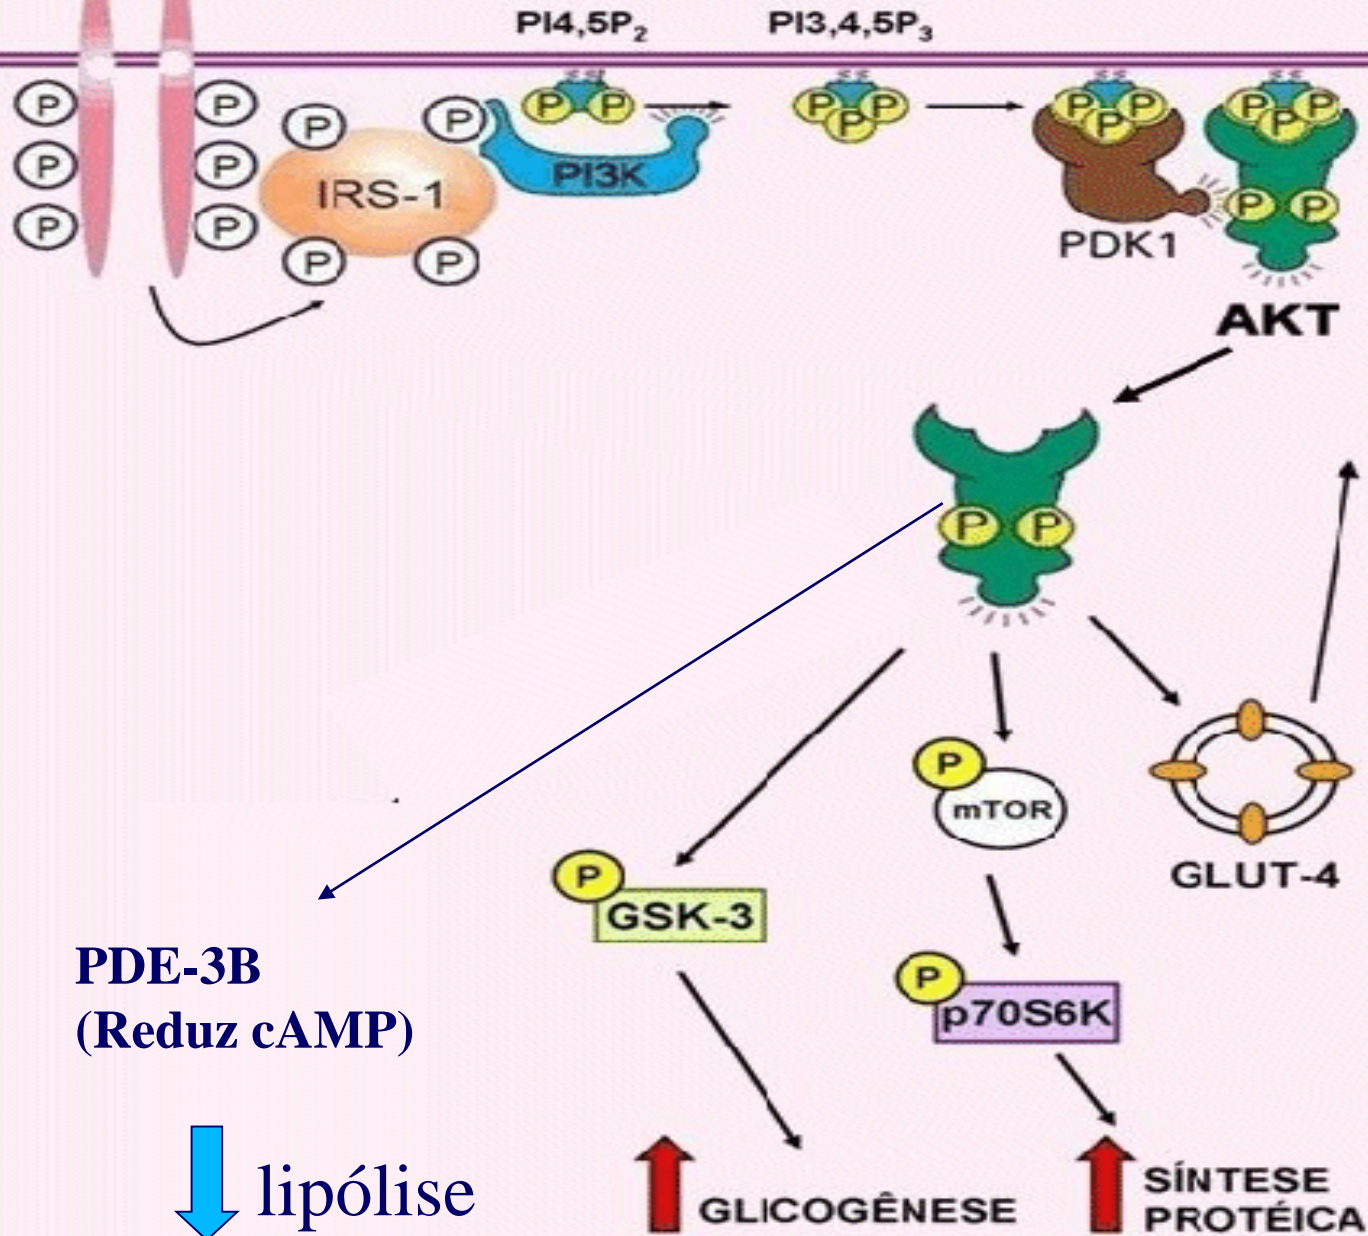 PI4,5P₂ PI3,4,5P₃
P P P P P P P
P P P P
IRS-1
PI3K
P P
P P P
P P P
P P P
P P
P P
PDK1
AKT
P P
P
mTOR
GLUT-4
P
GSK-3
P
p70S6K
PDE-3B
(Reduz cAMP)
lipólise
GLICOGÊNESE
SÍNTESE
PROTÉICA